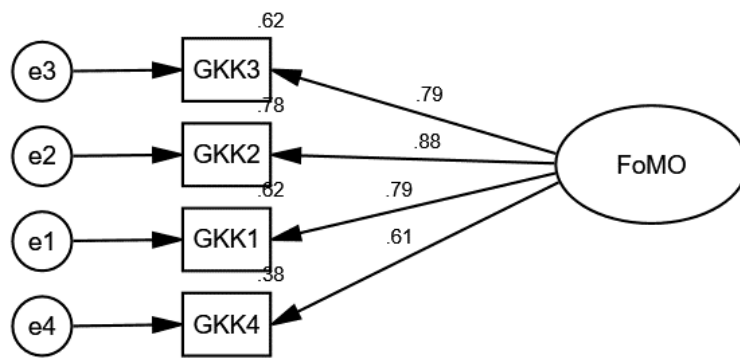 .62
e3 GKK3
.79
.78
e2 GKK2
.88
FoMO
.62
e1 GKK1
.79
.61
.38
e4 GKK4